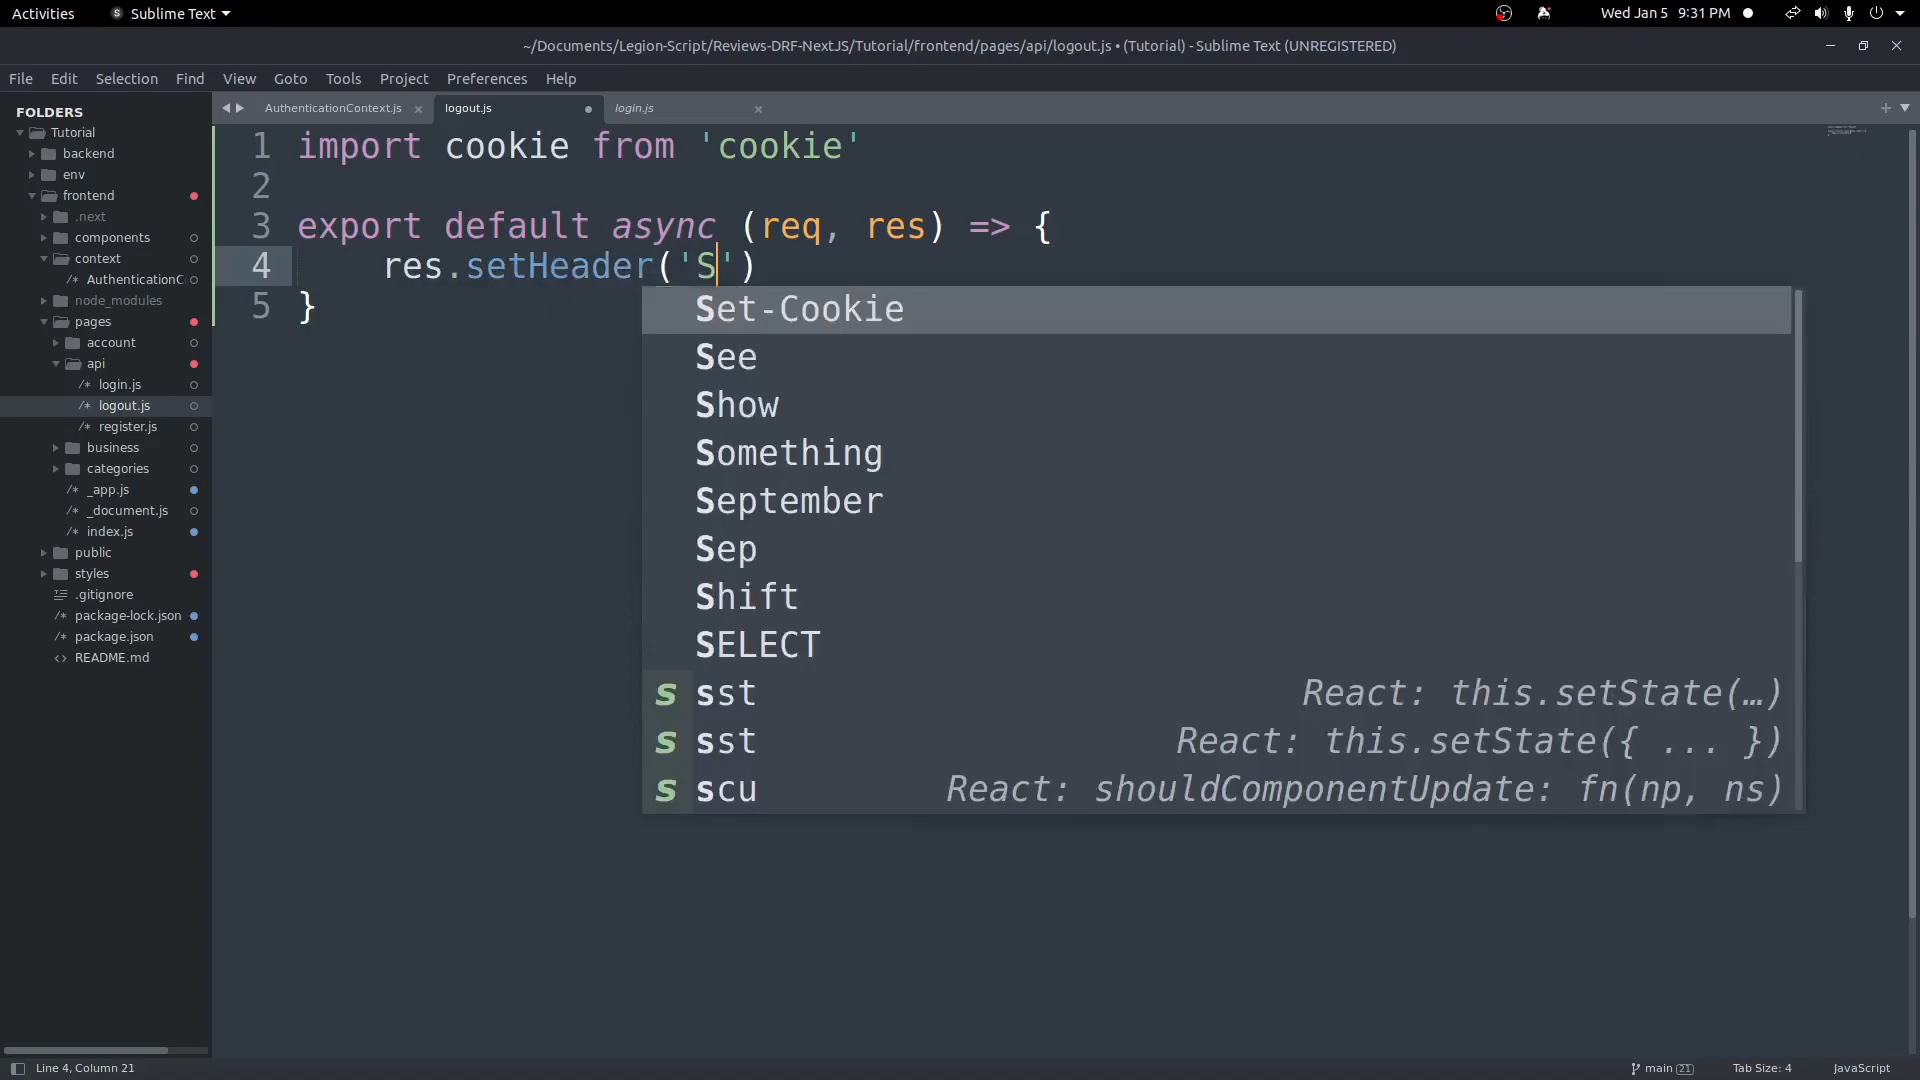 Activities
Sublime Text
Wed Jan 5 9:31 PM
~/Documents/Legion-Script/Reviews-DRF-NextJS/Tutorial/frontend/pages/api/logout.js • (Tutorial) - Sublime Text (UNREGISTERED)
File Edit Selection Find View Goto Tools Project Preferences Help
FOLDERS
Tutorial
backend
env
frontend
.next
components
context
/* AuthenticationC
node_modules
pages
account
api
/* login.js
/* logout.js
/* register.js
business
categories
/* _app.js
/* _document.js
/* index.js
public
styles
.gitignore
/* package-lock.json
/* package.json
<> README.md
AuthenticationContext.js
logout.js
login.js
1 import cookie from 'cookie'
2
3 export default async (req, res) => {
4 res.setHeader('S')
5 }
Set-Cookie
See
Show
Something
September
Sep
Shift
SELECT
s sst React: this.setState(…)
s sst React: this.setState({ ... })
s scu React: shouldComponentUpdate: fn(np, ns)
Line 4, Column 21
main 21
Tab Size: 4
JavaScript